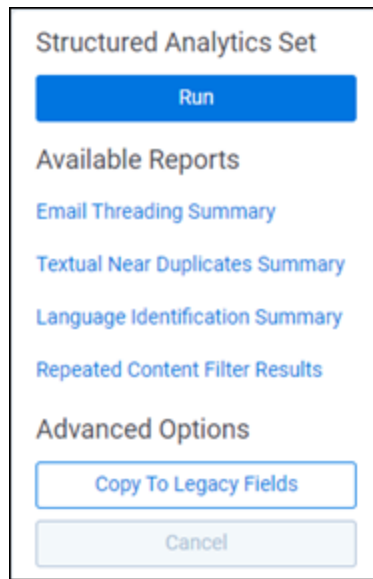 Structured Analytics Set
Run
Available Reports
Email Threading Summary
Textual Near Duplicates Summary
Language Identification Summary
Repeated Content Filter Results
Advanced Options
Copy To Legacy Fields
Cancel